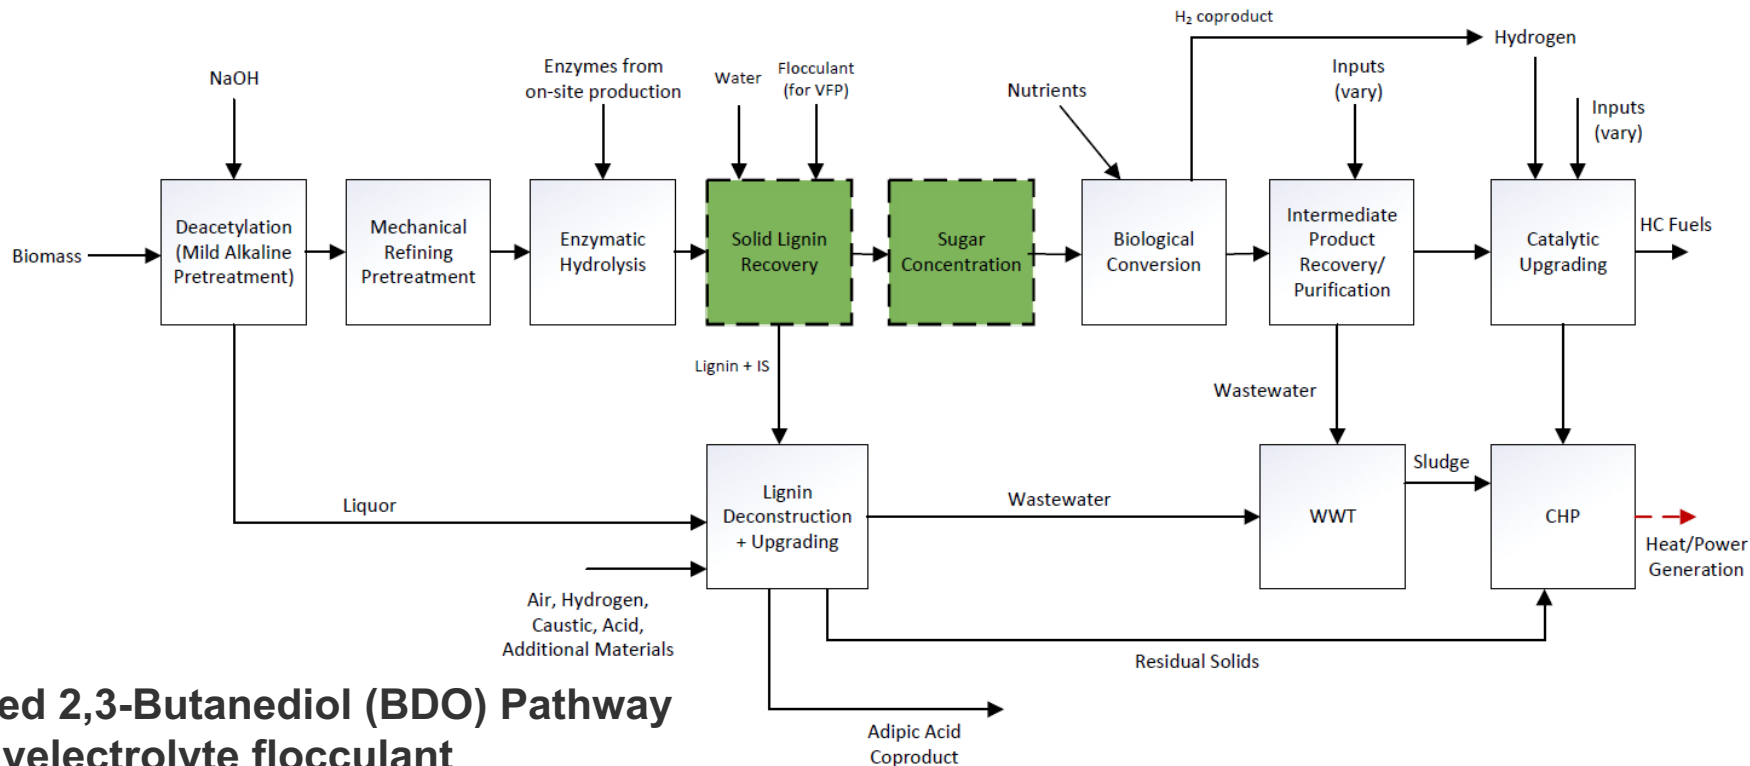 H₂ coproduct
Hydrogen
NaOH
Enzymes from
on-site production
Water
Flocculant
(for VFP)
Nutrients
Inputs
(vary)
Inputs
(vary)
Biomass
Deacetylation
(Mild Alkaline
Pretreatment)
Mechanical
Refining
Pretreatment
Enzymatic
Hydrolysis
Solid Lignin
Recovery
Sugar
Concentration
Biological
Conversion
Intermediate
Product
Recovery/
Purification
Catalytic
Upgrading
HC Fuels
Lignin + IS
Wastewater
Liquor
Lignin
Deconstruction
+ Upgrading
Wastewater
WWT
Sludge
CHP
Heat/Power
Generation
Air, Hydrogen,
Caustic, Acid,
Additional Materials
Residual Solids
Adipic Acid
Coproduct
ed 2,3-Butanediol (BDO) Pathway
yelectrolyte flocculant